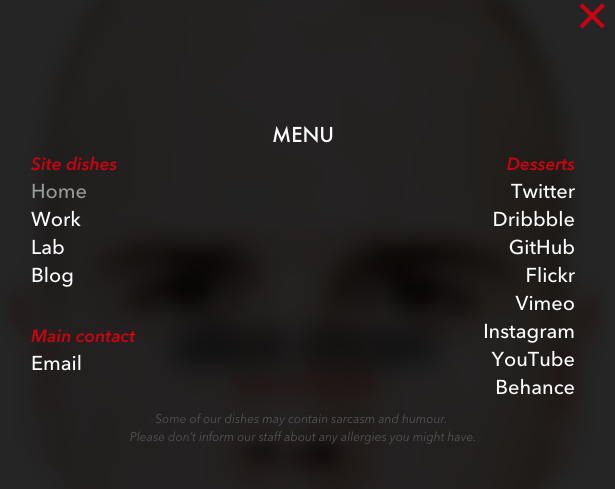 MENU
Site dishes
Home
Work
Lab
Blog
Main contact
Email
Desserts
Twitter
Dribbble
GitHub
Flickr
Vimeo
Instagram
YouTube
Behance
Some of our dishes may contain sarcasm and humour.
Please don't inform our staff about any allergies you might have.